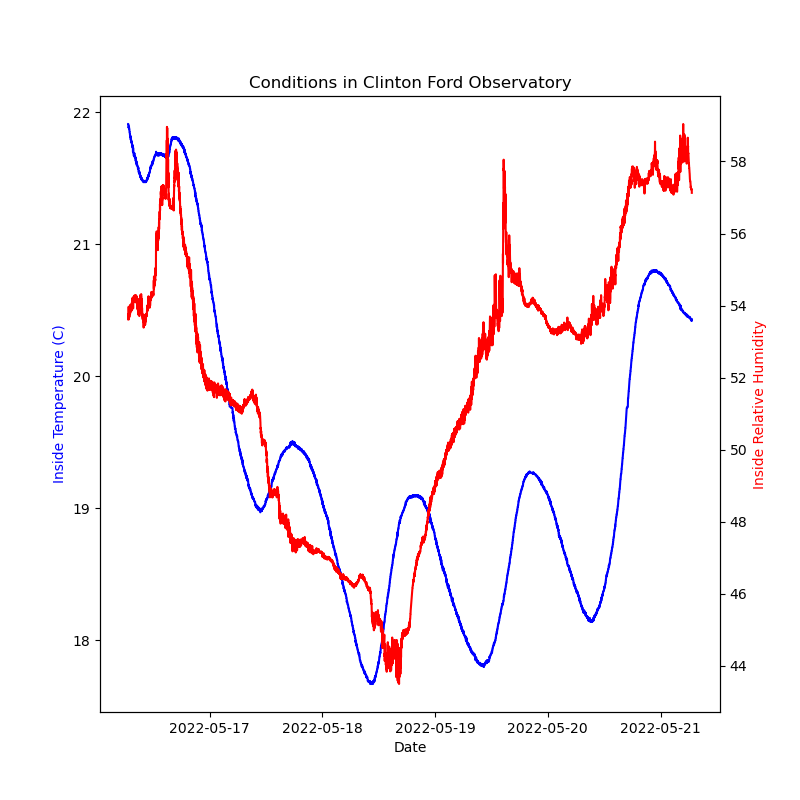 Conditions in Clinton Ford Observatory
22
21
20
19
18
Inside Temperature (C)
58
56
54
52
50
48
46
44
Inside Relative Humidity
2022-05-17 2022-05-18 2022-05-19 2022-05-20 2022-05-21
Date